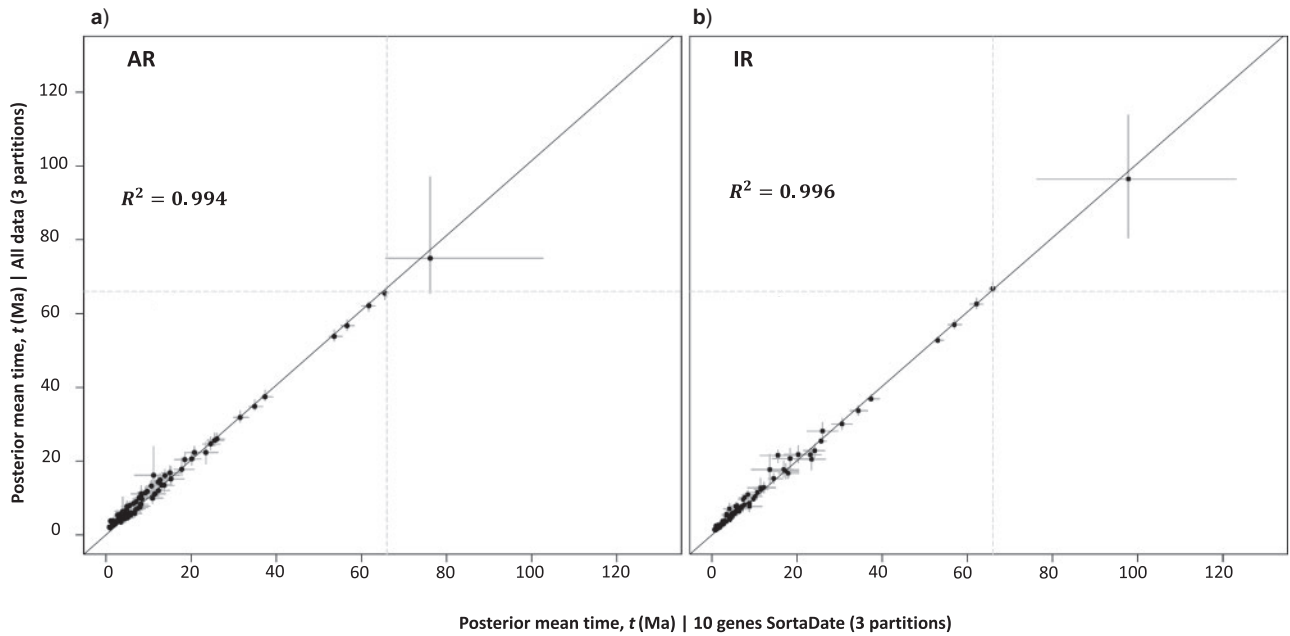 a)
b)
AR
IR
R² = 0.994
R² = 0.996
Posterior mean time, t (Ma) | All data (3 partitions)
120
100
80
60
40
20
0
0 20 40 60 80 100 120
0 20 40 60 80 100 120
Posterior mean time, t (Ma) | 10 genes SortaDate (3 partitions)